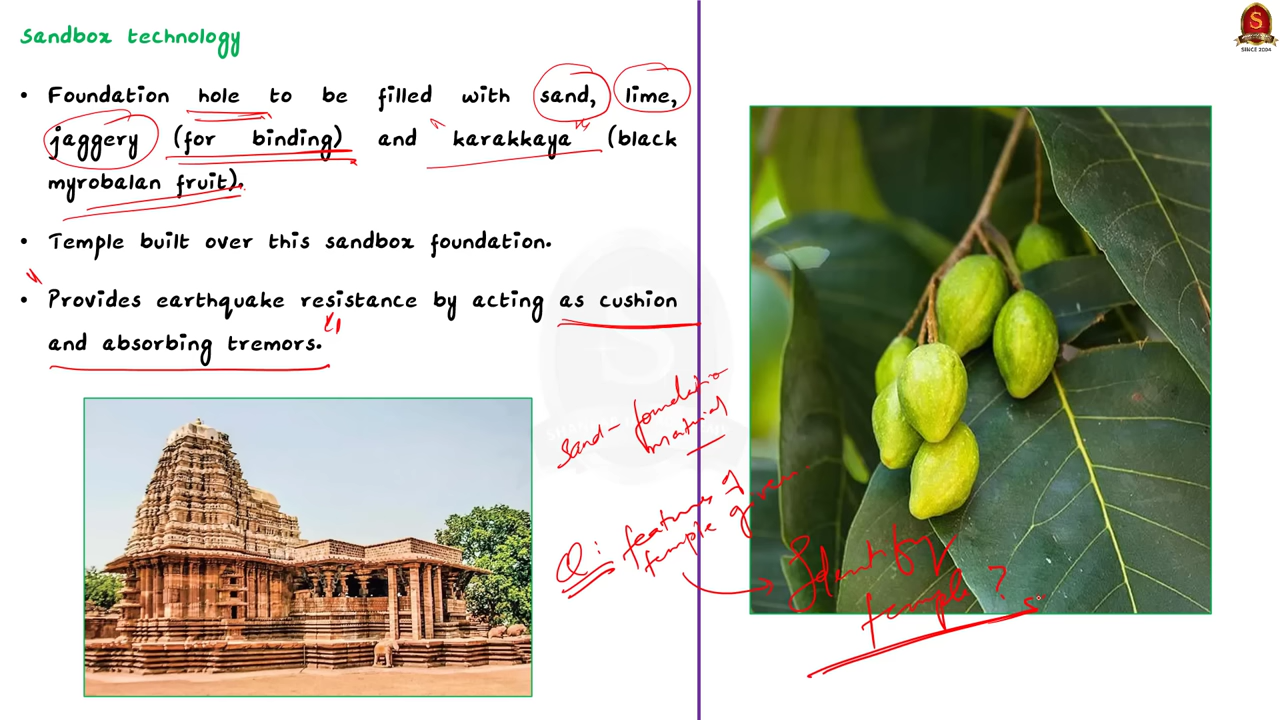 Sandbox technology
• Foundation hole to be filled with sand, lime,
jaggery (for binding) and karakkaya (black
myrobalan fruit).
• Temple built over this sandbox foundation.
• Provides earthquake resistance by acting as cushion
and absorbing tremors.
Sand- foundation
material
Q: features of
temple given
Identify
temple?
S
SINCE 2004